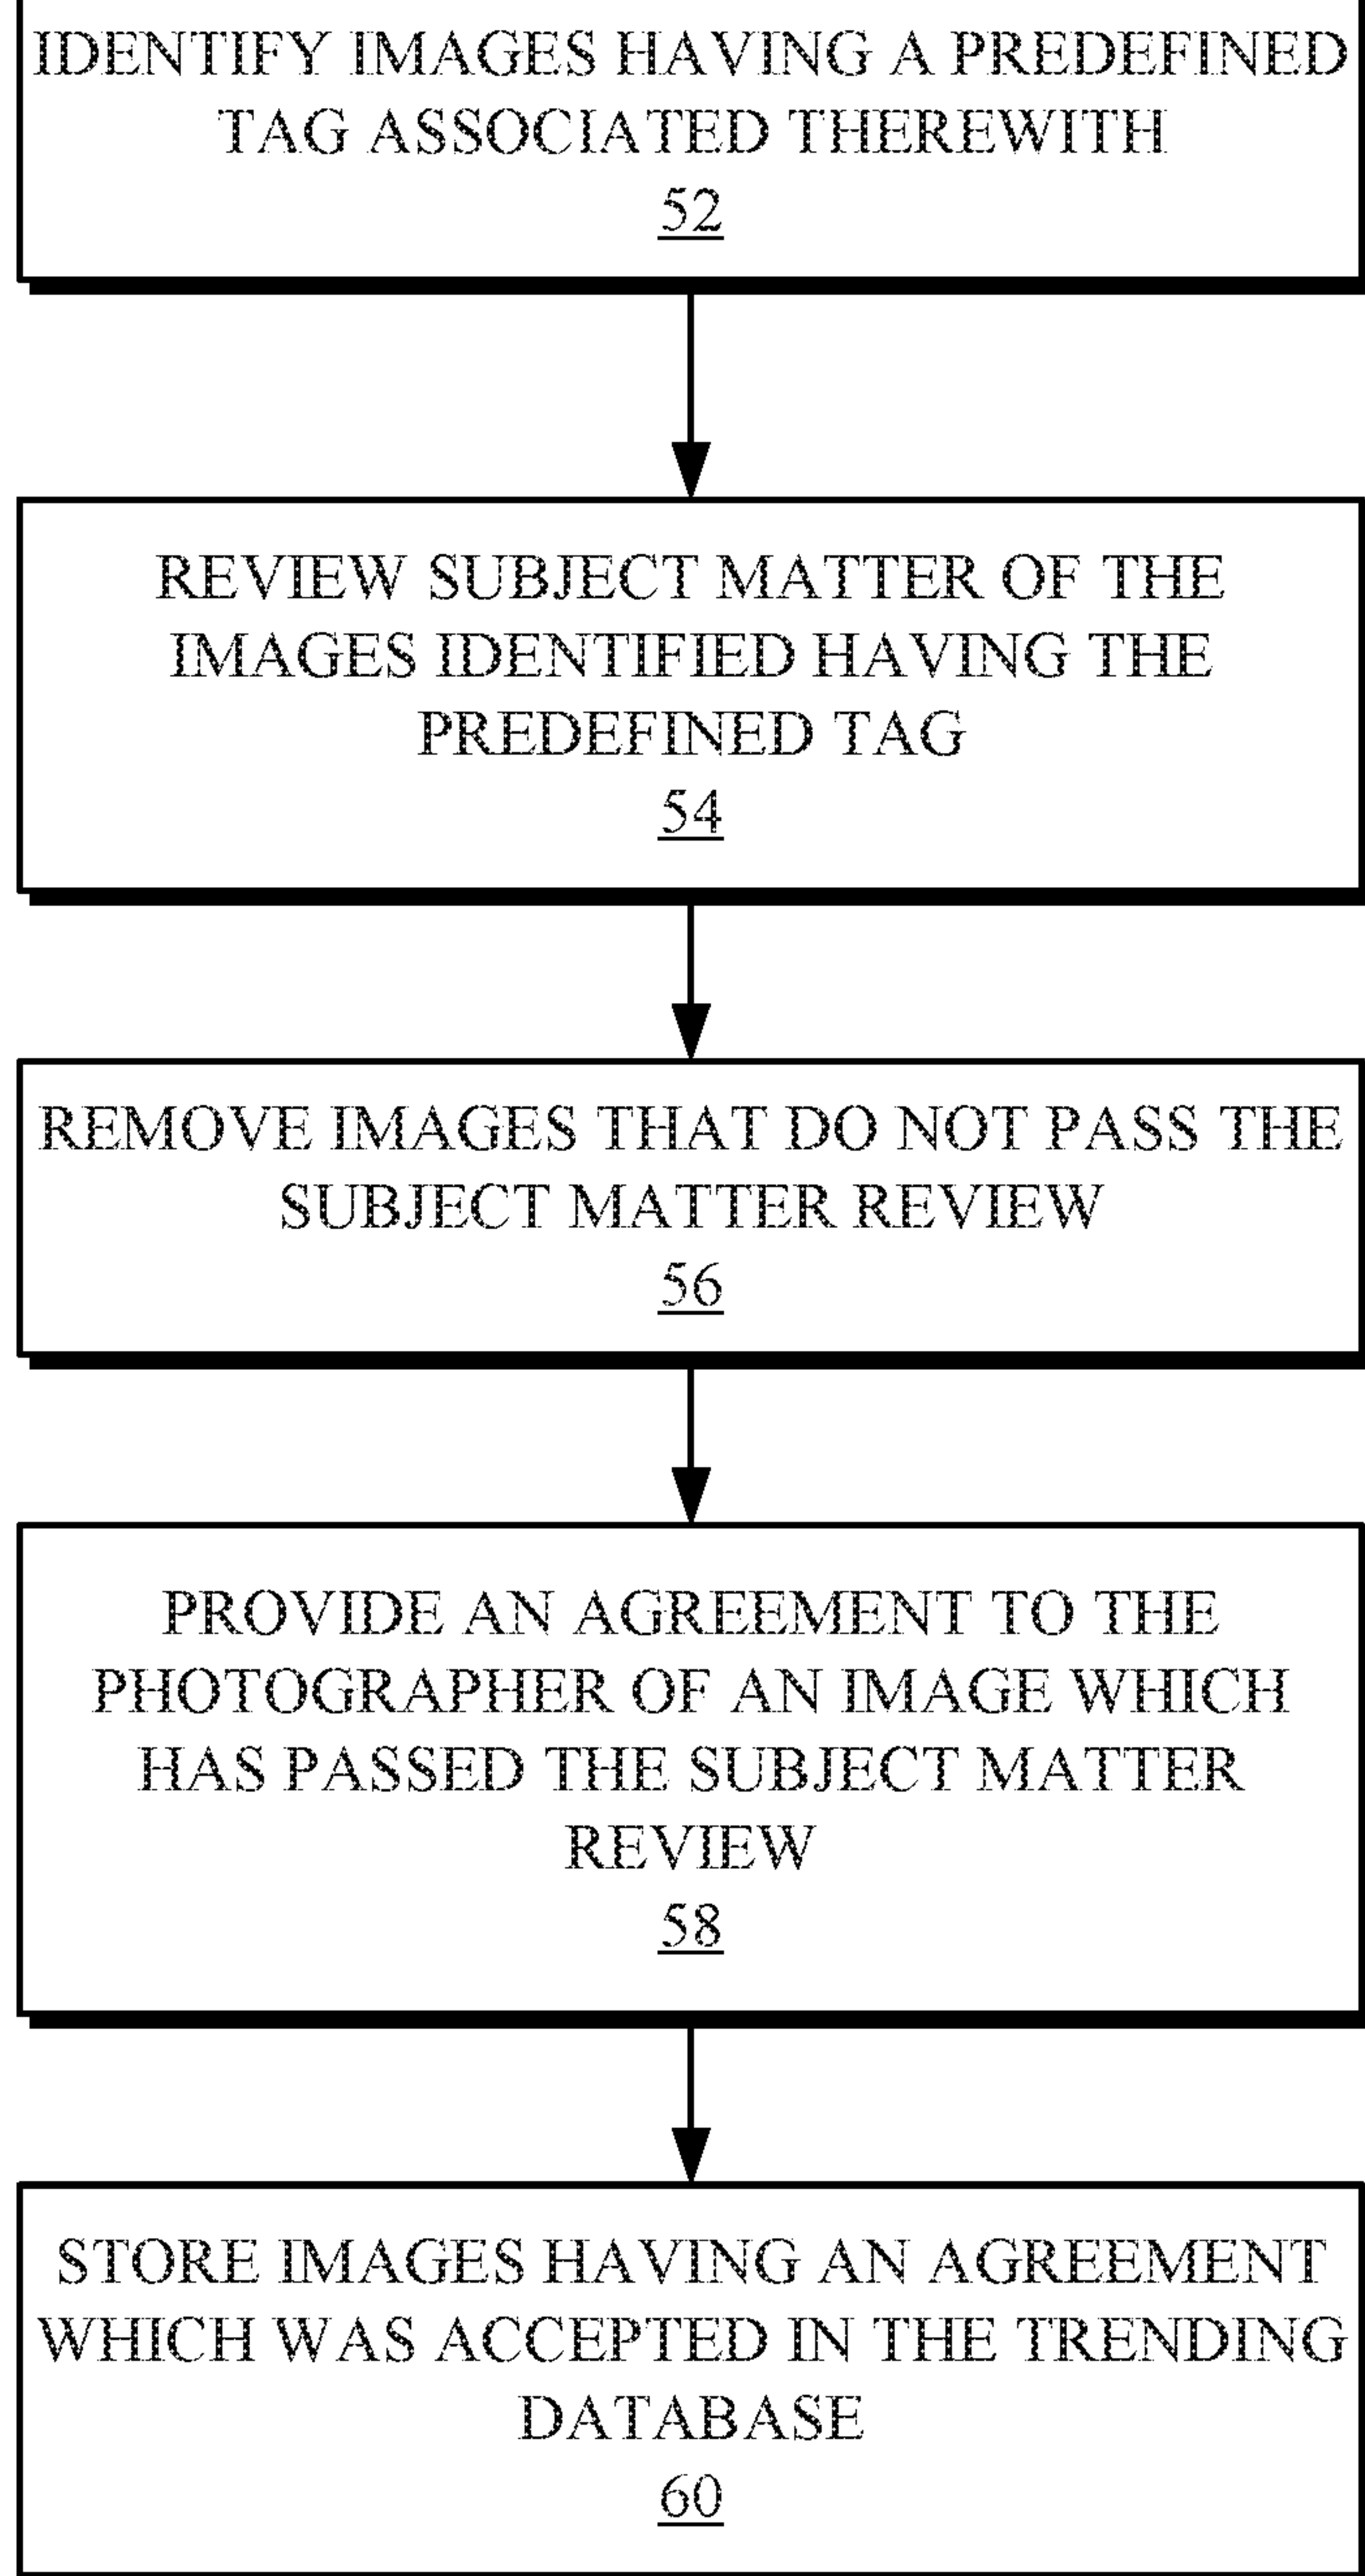 IDENTIFY IMAGES HAVING A PREDEFINED
TAG ASSOCIATED THEREWITH
52
REVIEW SUBJECT MATTER OF THE
IMAGES IDENTIFIED HAVING THE
PREDEFINED TAG
54
REMOVE IMAGES THAT DO NOT PASS THE
SUBJECT MATTER REVIEW
56
PROVIDE AN AGREEMENT TO THE
PHOTOGRAPHER OF AN IMAGE WHICH
HAS PASSED THE SUBJECT MATTER
REVIEW
58
STORE IMAGES HAVING AN AGREEMENT
WHICH WAS ACCEPTED IN THE TRENDING
DATABASE
60